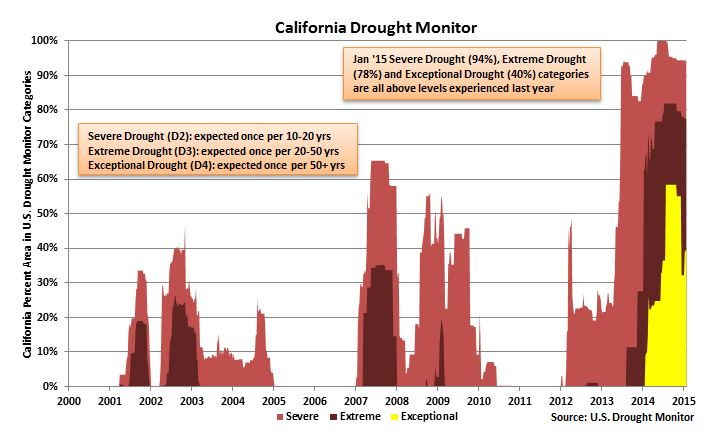 California Drought Monitor
Jan '15 Severe Drought (94%), Extreme Drought
(78%) and Exceptional Drought (40%) categories
are all above levels experienced last year
Severe Drought (D2): expected once per 10-20 yrs
Extreme Drought (D3): expected once per 20-50 yrs
Exceptional Drought (D4): expected once per 50+ yrs
California Percent Area in U.S. Drought Monitor Categories
100%
90%
80%
70%
60%
50%
40%
30%
20%
10%
0%
2000 2001 2002 2003 2004 2005 2006 2007 2008 2009 2010 2011 2012 2013 2014 2015
Severe Extreme Exceptional
Source: U.S. Drought Monitor